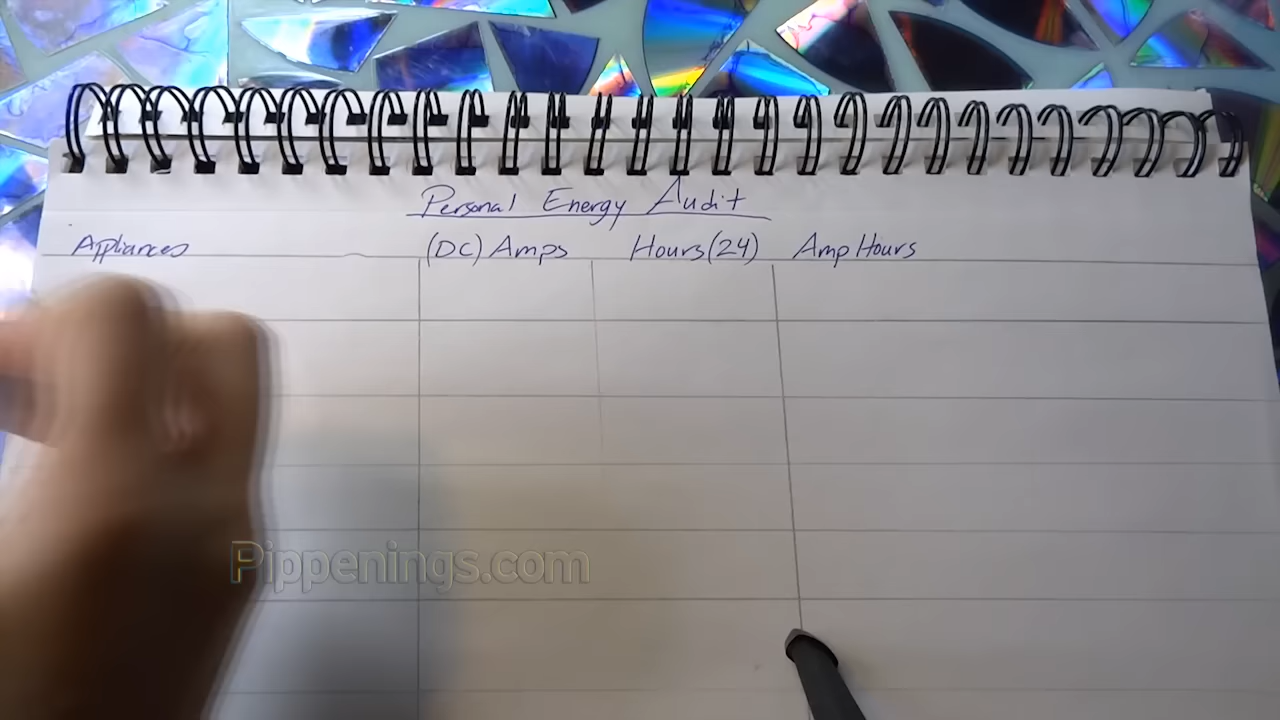 Personal Energy Audit
Appliances (DC) Amps Hours (24) Amp Hours
Pippenings.com